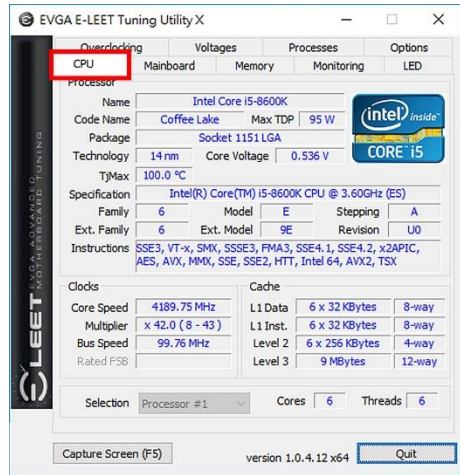 EVGA E-LEET Tuning Utility X
Overclocking Voltages Processes Options
CPU Mainboard Memory Monitoring LED
Processor
Name Intel Core i5-8600K
Code Name Coffee Lake Max TDP 95 W
Package Socket 1151 LGA
Technology 14 nm Core Voltage 0.536 V
TjMax 100.0 °C
intel inside™
CORE™ i5
Specification Intel(R) Core(TM) i5-8600K CPU @ 3.60GHz (ES)
Family 6 Model E Stepping A
Ext. Family 6 Ext. Model 9E Revision U0
Instructions SSE3, VT-x, SMX, SSSE3, FMA3, SSE4.1, SSE4.2, x2APIC,
AES, AVX, MMX, SSE, SSE2, HTT, Intel 64, AVX2,
TSX
Clocks
Core Speed 4189.75 MHz
Multiplier x 42.0 ( 8 - 43 )
Bus Speed 99.76 MHz
Rated FSB
Cache
L1 Data 6 x 32 KBytes 8-way
L1 Inst. 6 x 32 KBytes 8-way
Level 2 6 x 256 KBytes 4-way
Level 3 9 MBytes 12-way
Selection Processor #1 Cores 6 Threads 6
Capture Screen (F5) version 1.0.4.12 x64 Quit
ELEET EVGA ADVANCED
MOTHERBOARD TUNING